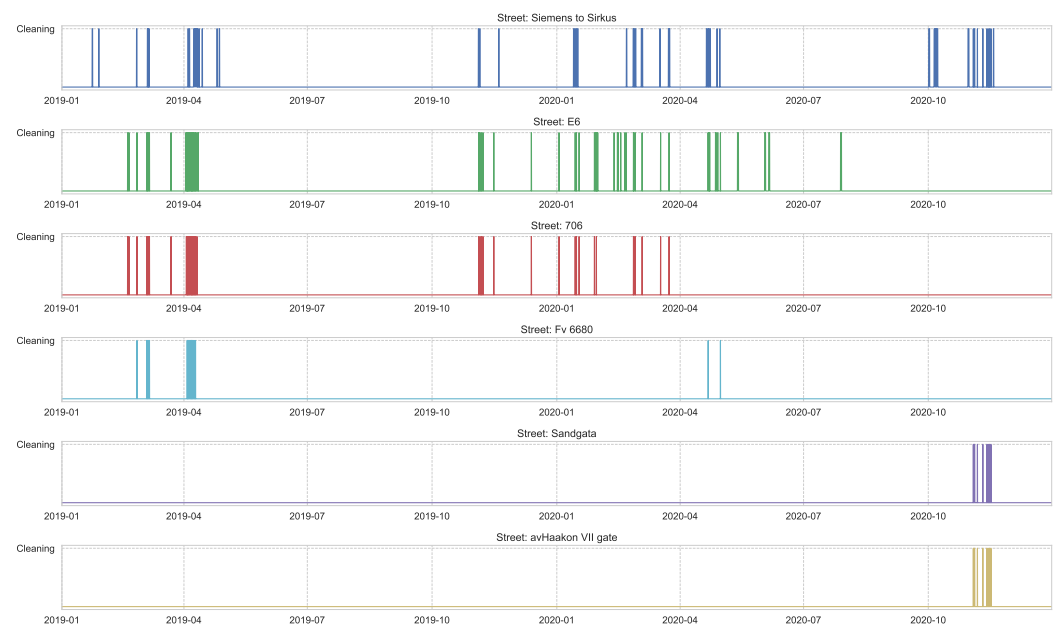 Street: Siemens to Sirkus
Cleaning
2019-01 2019-04 2019-07 2019-10 2020-01 2020-04 2020-07 2020-10
Street: E6
Cleaning
2019-01 2019-04 2019-07 2019-10 2020-01 2020-04 2020-07 2020-10
Street: 706
Cleaning
2019-01 2019-04 2019-07 2019-10 2020-01 2020-04 2020-07 2020-10
Street: Fv 6680
Cleaning
2019-01 2019-04 2019-07 2019-10 2020-01 2020-04 2020-07 2020-10
Street: Sandgata
Cleaning
2019-01 2019-04 2019-07 2019-10 2020-01 2020-04 2020-07 2020-10
Street: avHaakon VII gate
Cleaning
2019-01 2019-04 2019-07 2019-10 2020-01 2020-04 2020-07 2020-10